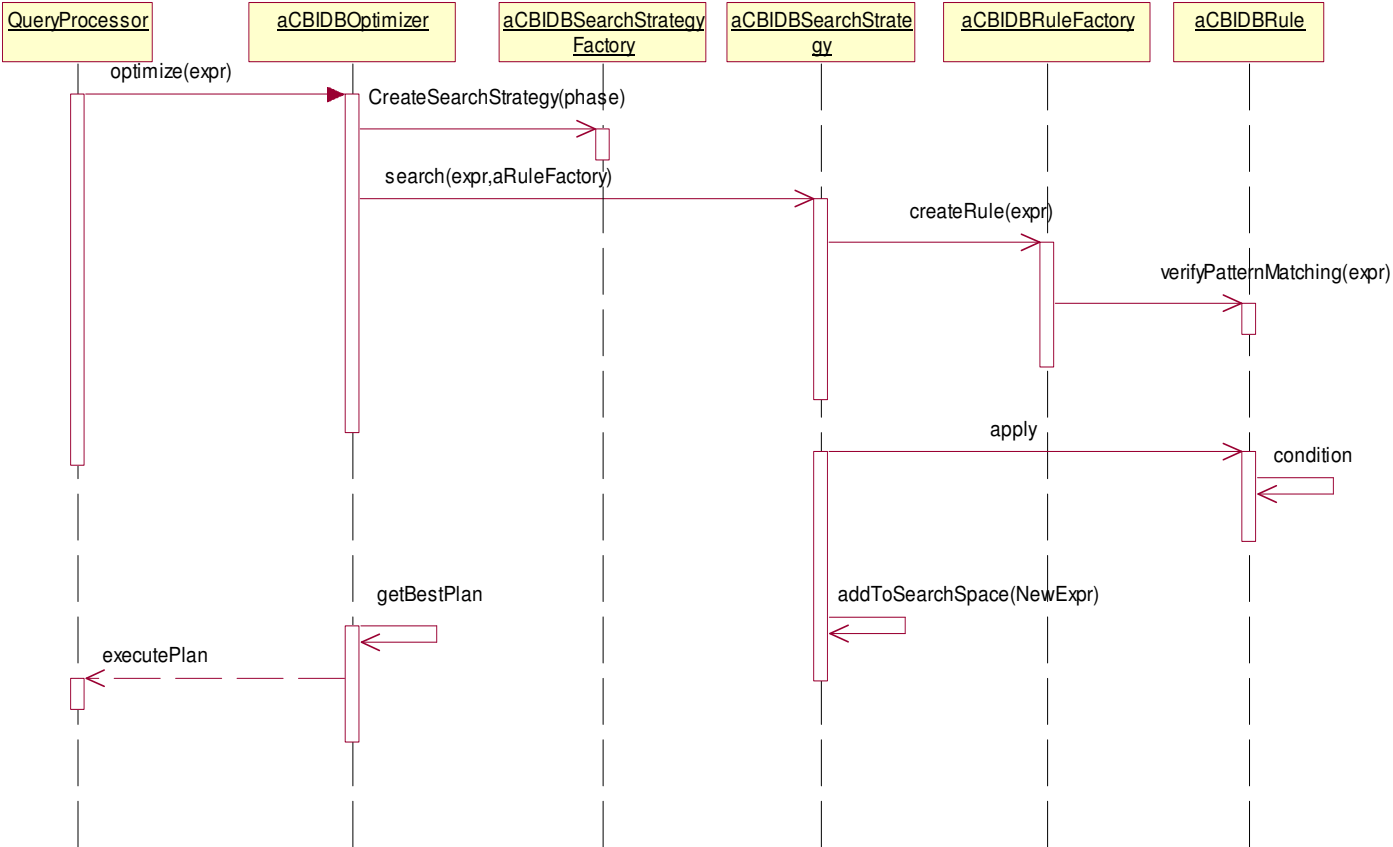 QueryProcessor
aCBIDBOptimizer
aCBIDBSearchStrategy
Factory
aCBIDBSearchStrate
gy
aCBIDBRuleFactory
aCBIDBRule
optimize(expr)
CreateSearchStrategy(phase)
search(expr,aRuleFactory)
createRule(expr)
verifyPatternMatching(expr)
apply
condition
getBestPlan
addToSearchSpace(NewExpr)
executePlan